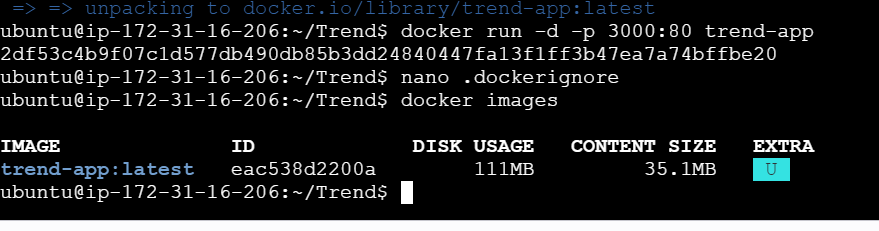 => => unpacking to docker.io/library/trend-app:latest
ubuntu@ip-172-31-16-206:~/Trend$ docker run -d -p 3000:80 trend-app
2df53c4b9f07c1d577db490db85b3dd24840447fa13f1ff3b47ea7a74bffbe20
ubuntu@ip-172-31-16-206:~/Trend$ nano .dockerignore
ubuntu@ip-172-31-16-206:~/Trend$ docker images
IMAGE ID DISK USAGE CONTENT SIZE EXTRA
trend-app:latest eac538d2200a 111MB 35.1MB U
ubuntu@ip-172-31-16-206:~/Trend$